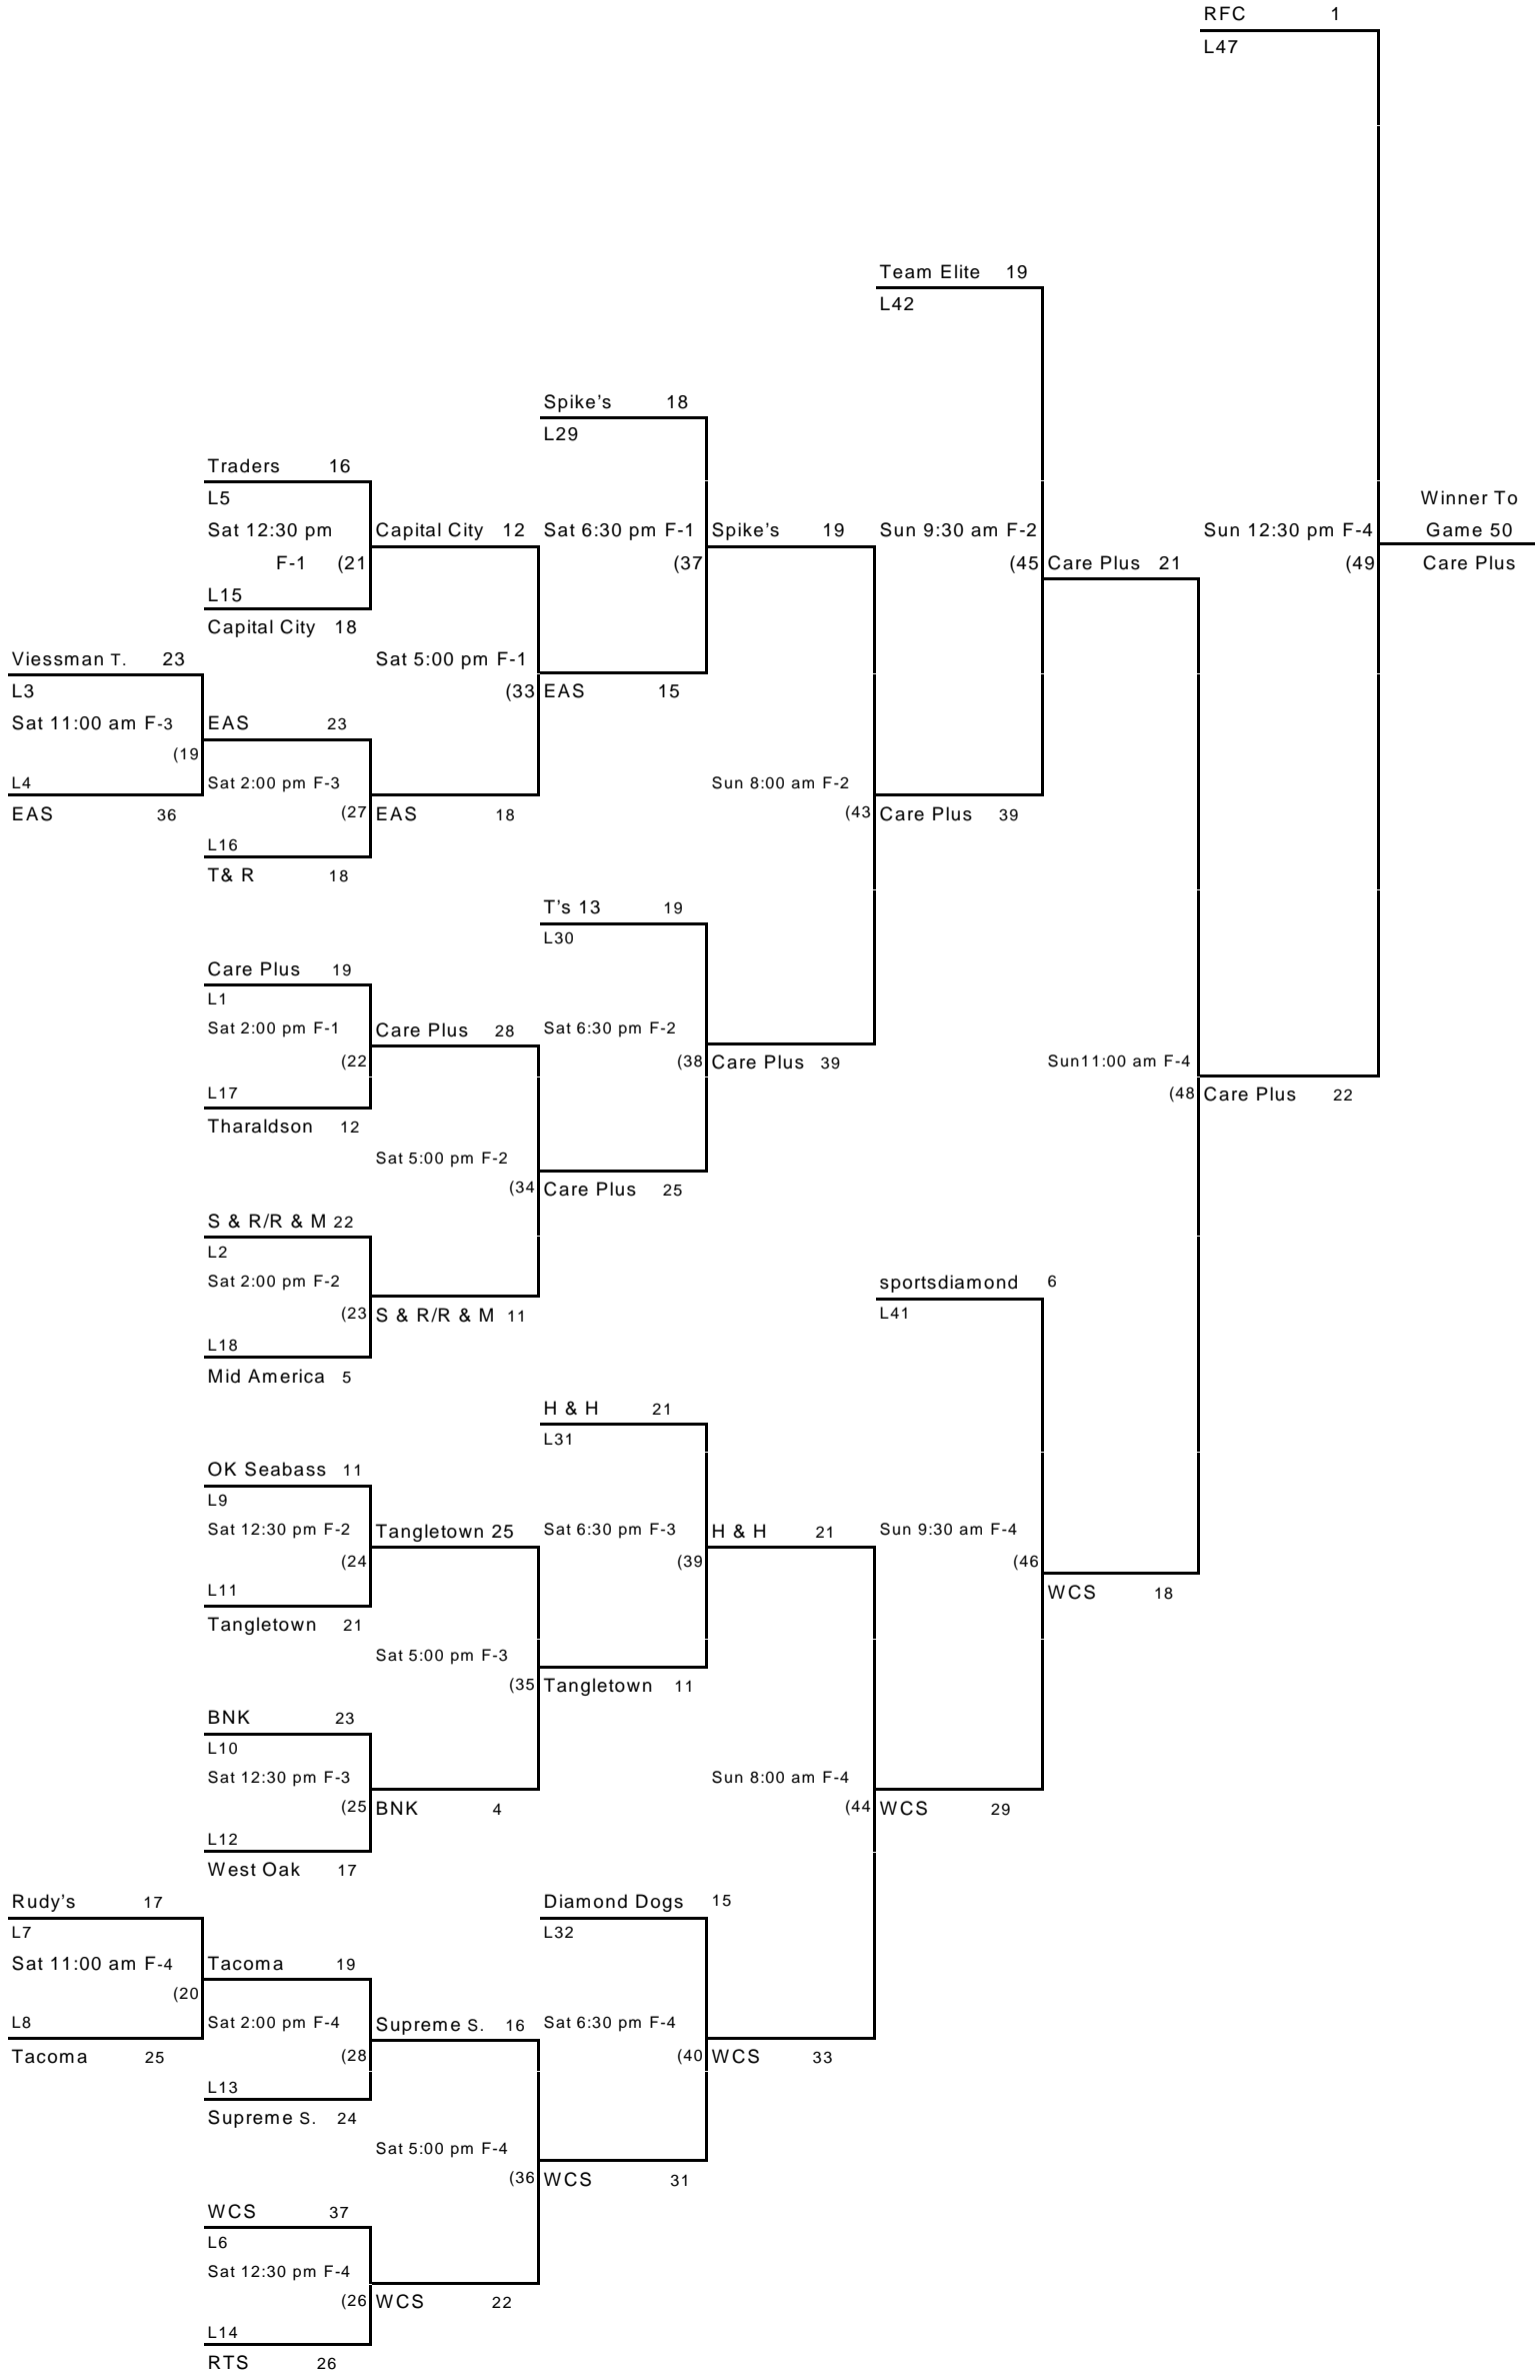 RFC 1
L47
Team Elite 19
L42
Spike's 18
L29
Traders 16
L5
Sat 12:30 pm
F-1 (21
L15
Capital City 18
Capital City 12
Sat 6:30 pm F-1
(37
Spike's 19
Sun 9:30 am F-2
(45
Care Plus 21
Sun 12:30 pm F-4
(49
Winner To
Game 50
Care Plus
Viessman T. 23
L3
Sat 11:00 am F-3
(19
L4
EAS 36
EAS 23
Sat 2:00 pm F-3
(27
L16
T& R 18
Sat 5:00 pm F-1
(33
EAS 15
EAS 18
Sun 8:00 am F-2
(43
Care Plus 39
T's 13 19
L30
Care Plus 19
L1
Sat 2:00 pm F-1
(22
L17
Tharaldson 12
Care Plus 28
Sat 6:30 pm F-2
(38
Care Plus 39
Sun11:00 am F-4
(48
Care Plus 22
Sat 5:00 pm F-2
(34
Care Plus 25
S & R/R & M 22
L2
Sat 2:00 pm F-2
(23
L18
Mid America 5
S & R/R & M 11
sportsdiamond 6
L41
H & H 21
L31
OK Seabass 11
L9
Sat 12:30 pm F-2
(24
L11
Tangletown 21
Tangletown 25
Sat 6:30 pm F-3
(39
H & H 21
Sun 9:30 am F-4
(46
WCS 18
Sat 5:00 pm F-3
(35
Tangletown 11
BNK 23
L10
Sat 12:30 pm F-3
(25
L12
West Oak 17
BNK 4
Sun 8:00 am F-4
(44
WCS 29
Rudy's 17
L7
Sat 11:00 am F-4
(20
L8
Tacoma 25
Tacoma 19
Sat 2:00 pm F-4
(28
L13
Supreme S. 24
Diamond Dogs 15
L32
Supreme S. 16
Sat 6:30 pm F-4
(40
WCS 33
Sat 5:00 pm F-4
(36
WCS 31
WCS 37
L6
Sat 12:30 pm F-4
(26
L14
RTS 26
WCS 22